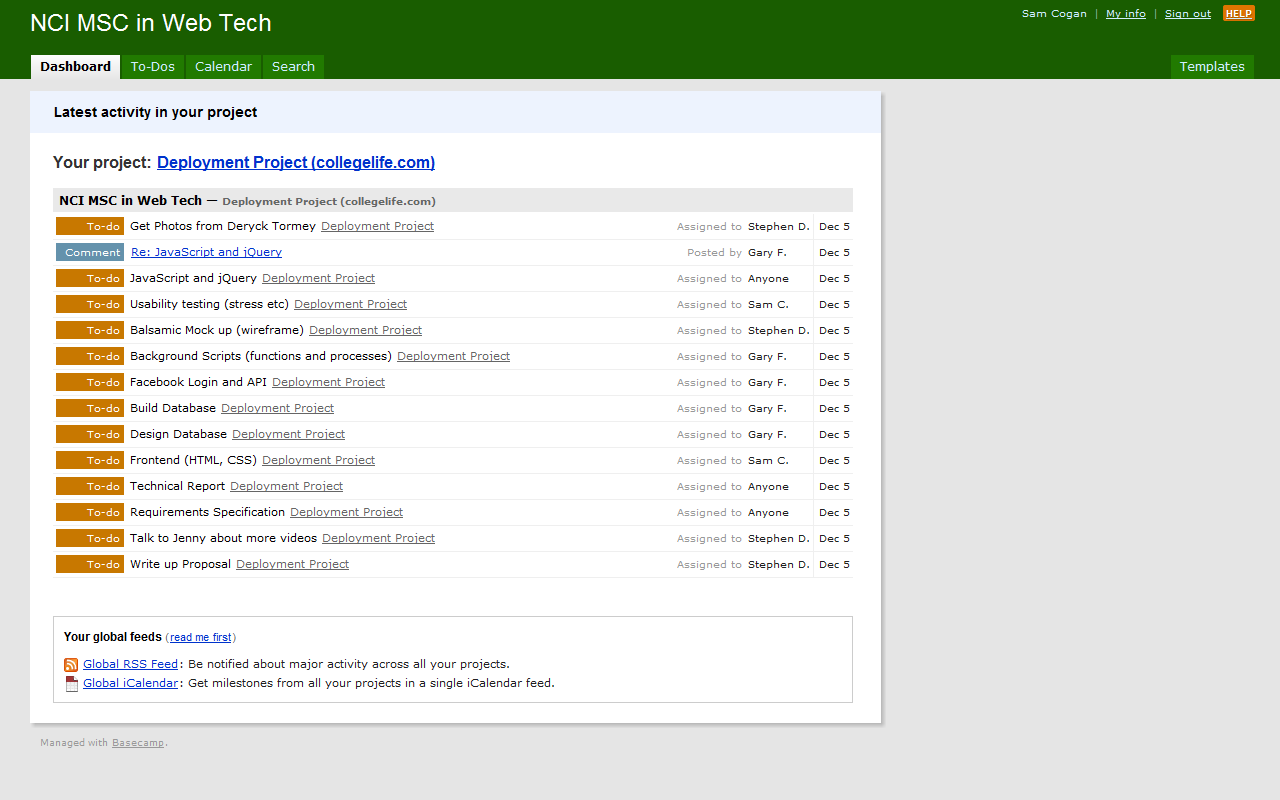 NCI MSC in Web Tech
Sam Cogan | My info | Sign out HELP
Dashboard To-Dos Calendar Search Templates
Latest activity in your project
Your project: Deployment Project (collegelife.com)
NCI MSC in Web Tech — Deployment Project (collegelife.com)
To-do Get Photos from Deryck Tormey Deployment Project Assigned to Stephen D. Dec 5
Comment Re: JavaScript and jQuery Posted by Gary F. Dec 5
To-do JavaScript and jQuery Deployment Project Assigned to Anyone Dec 5
To-do Usability testing (stress etc) Deployment Project Assigned to Sam C. Dec 5
To-do Balsamic Mock up (wireframe) Deployment Project Assigned to Stephen D. Dec 5
To-do Background Scripts (functions and processes) Deployment Project Assigned to Gary F. Dec 5
To-do Facebook Login and API Deployment Project Assigned to Gary F. Dec 5
To-do Build Database Deployment Project Assigned to Gary F. Dec 5
To-do Design Database Deployment Project Assigned to Gary F. Dec 5
To-do Frontend (HTML, CSS) Deployment Project Assigned to Sam C. Dec 5
To-do Technical Report Deployment Project Assigned to Anyone Dec 5
To-do Requirements Specification Deployment Project Assigned to Anyone Dec 5
To-do Talk to Jenny about more videos Deployment Project Assigned to Stephen D. Dec 5
To-do Write up Proposal Deployment Project Assigned to Stephen D. Dec 5
Your global feeds (read me first)
Global RSS Feed: Be notified about major activity across all your projects.
Global iCalendar: Get milestones from all your projects in a single iCalendar feed.
Managed with Basecamp.